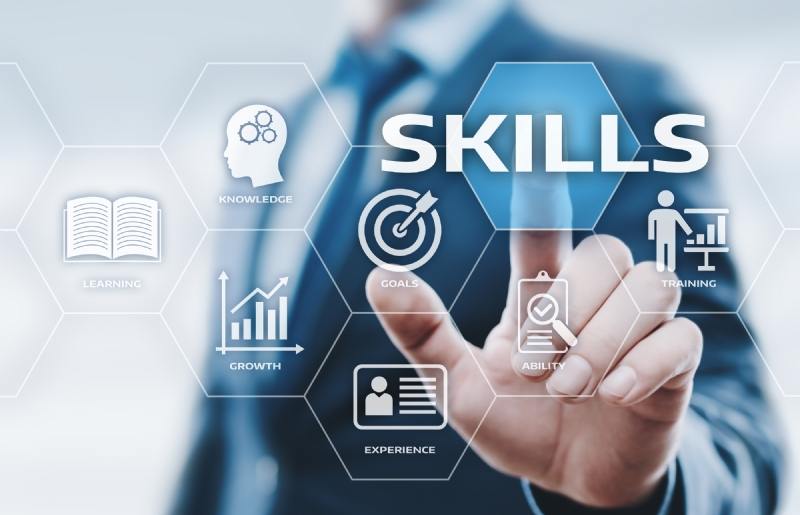 SKILLS
KNOWLEDGE
LEARNING
GOALS
TRAINING
GROWTH
ABILITY
EXPERIENCE